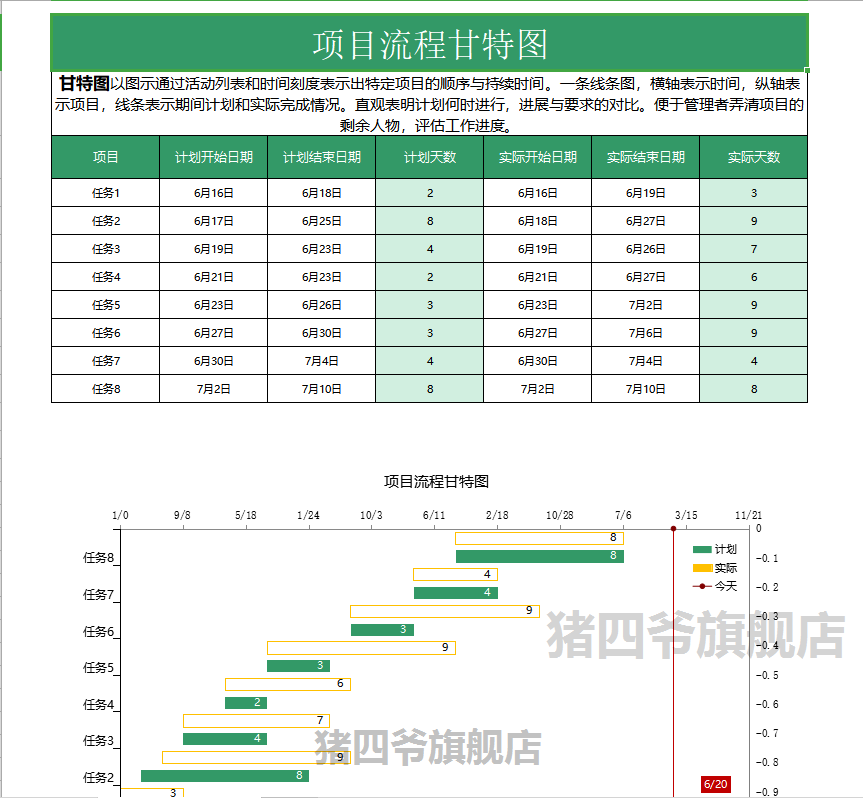 项目流程甘特图
甘特图以图示通过活动列表和时间刻度表示出特定项目的顺序与持续时间。一条线条图，横轴表示时间，纵轴表
示项目，线条表示期间计划和实际完成情况。直观表明计划何时进行，进展与要求的对比。便于管理者弄清项目的
剩余人物，评估工作进度。
项目 计划开始日期 计划结束日期 计划天数 实际开始日期 实际结束日期 实际天数
任务1 6月16日 6月18日 2 6月16日 6月19日 3
任务2 6月17日 6月25日 8 6月18日 6月27日 9
任务3 6月19日 6月23日 4 6月19日 6月26日 7
任务4 6月21日 6月23日 2 6月21日 6月27日 6
任务5 6月23日 6月26日 3 6月23日 7月2日 9
任务6 6月27日 6月30日 3 6月27日 7月6日 9
任务7 6月30日 7月4日 4 6月30日 7月4日 4
任务8 7月2日 7月10日 8 7月2日 7月10日 8
项目流程甘特图
1/0 9/8 5/18 1/24 10/3 6/11 2/18 10/28 7/6 3/15 11/21
0
8
计划
任务8 8 -0.1
实际
4
今天
任务7 4 -0.2
9 -0.3
任务6 3
猪四爷旗舰店
9 -0.4
任务5 3 -0.5
6
任务4 2 -0.6
7
任务3 4 -0.7
猪四爷旗舰店
9 -0.8
任务2 8
6/20
3 -0.9